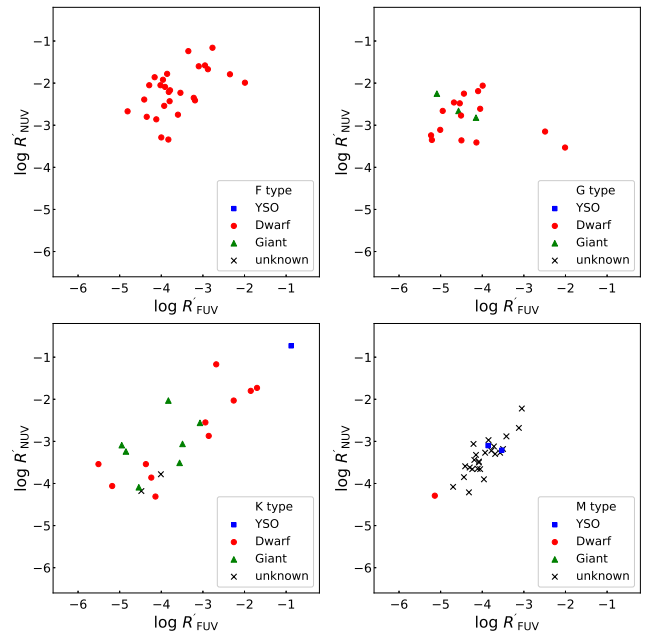 −1
−2
−3
−4
−5
−6
log R′NUV
F type
YSO
Dwarf
Giant
unknown
−6 −5 −4 −3 −2 −1
log R′FUV
−1
−2
−3
−4
−5
−6
log R′NUV
G type
YSO
Dwarf
Giant
unknown
−6 −5 −4 −3 −2 −1
log R′FUV
−1
−2
−3
−4
−5
−6
log R′NUV
K type
YSO
Dwarf
Giant
unknown
−6 −5 −4 −3 −2 −1
log R′FUV
−1
−2
−3
−4
−5
−6
log R′NUV
M type
YSO
Dwarf
Giant
unknown
−6 −5 −4 −3 −2 −1
log R′FUV